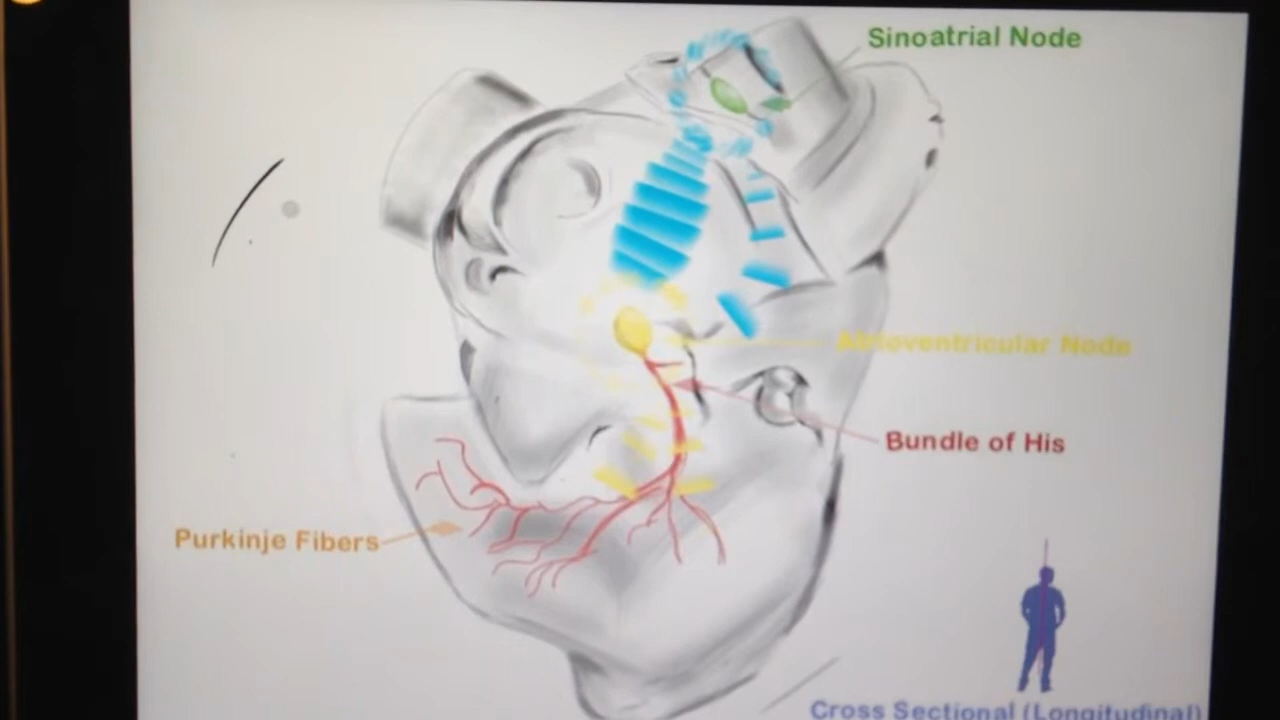 Sinoatrial Node
Atrioventricular Node
Bundle of His
Purkinje Fibers
Cross Sectional (Longitudinal)